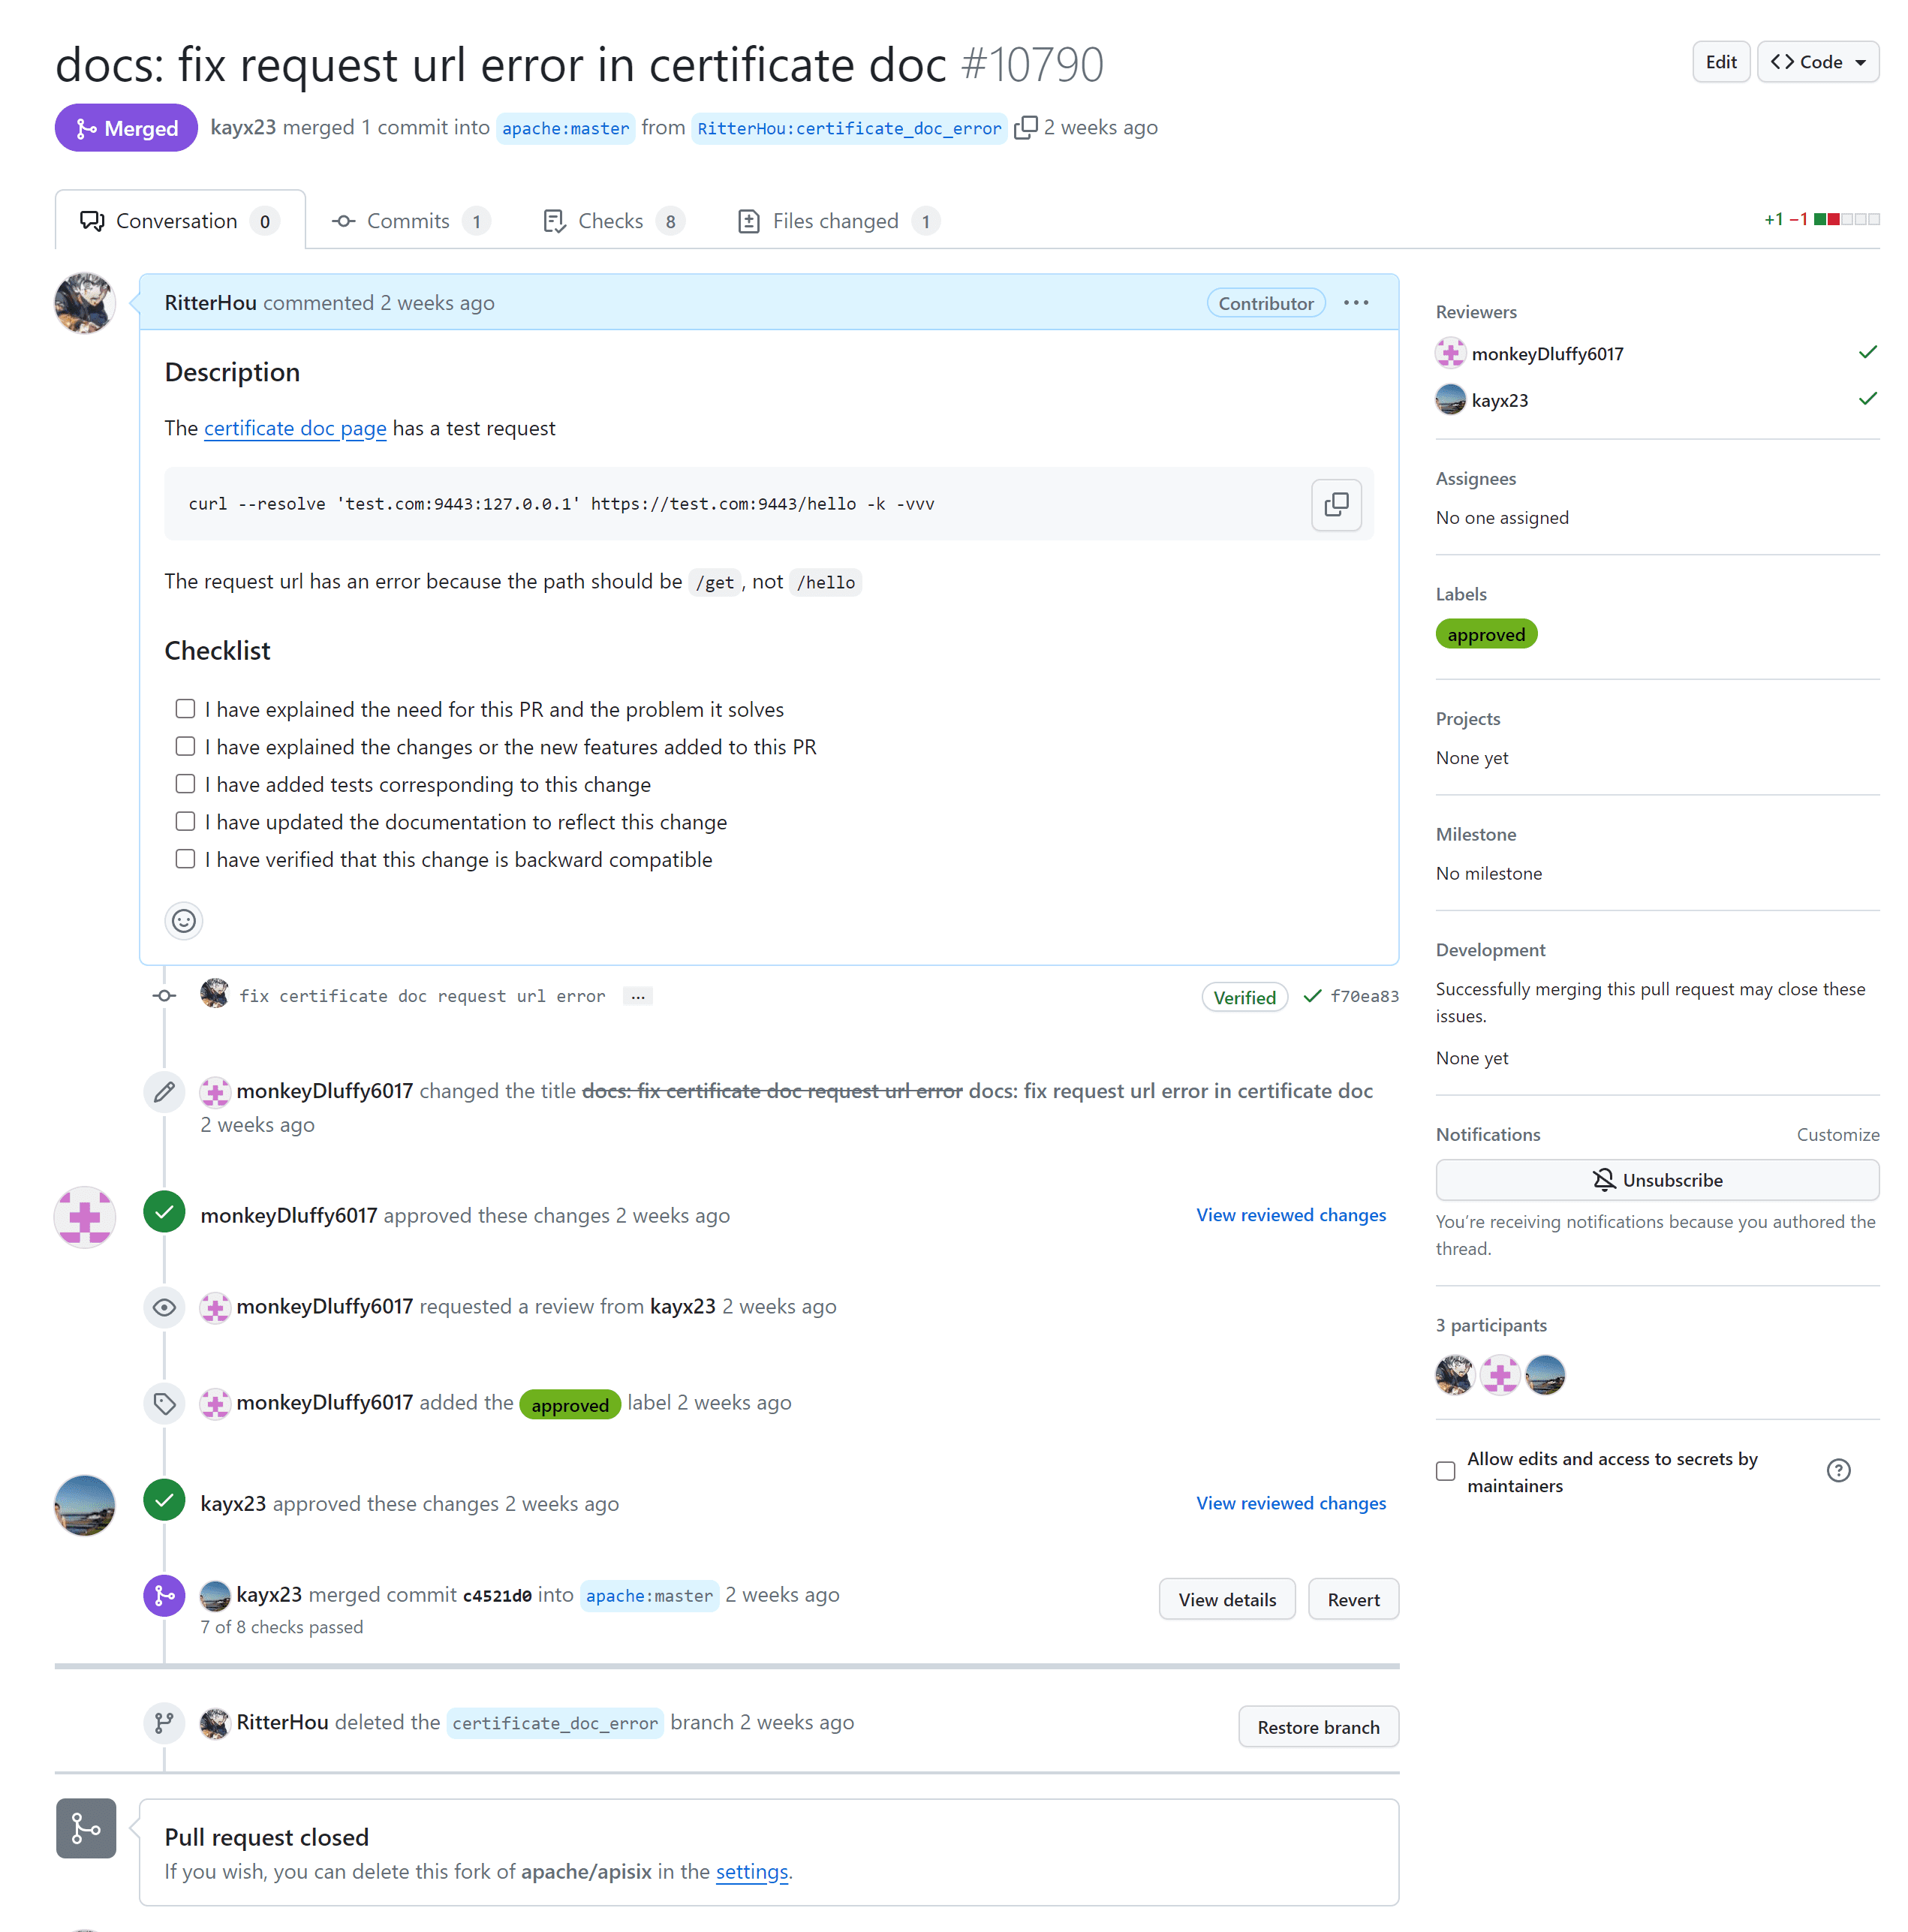 docs: fix request url error in certificate doc #10790
Edit
Code
Merged
kayx23 merged 1 commit into apache:master from RitterHou:certificate_doc_error 2 weeks ago
Conversation 0
Commits 1
Checks 8
Files changed 1
+1 −1
RitterHou commented 2 weeks ago
Contributor
Description
The certificate doc page has a test request
curl --resolve 'test.com:9443:127.0.0.1' https://test.com:9443/hello -k -vvv
The request url has an error because the path should be /get, not /hello
Checklist
I have explained the need for this PR and the problem it solves
I have explained the changes or the new features added to this PR
I have added tests corresponding to this change
I have updated the documentation to reflect this change
I have verified that this change is backward compatible
fix certificate doc request url error ...
Verified
f70ea83
monkeyDluffy6017 changed the title docs: fix certificate doc request url error docs: fix request url error in certificate doc
2 weeks ago
monkeyDluffy6017 approved these changes 2 weeks ago
View reviewed changes
monkeyDluffy6017 requested a review from kayx23 2 weeks ago
monkeyDluffy6017 added the approved label 2 weeks ago
kayx23 approved these changes 2 weeks ago
View reviewed changes
kayx23 merged commit c4521d0 into apache:master 2 weeks ago
7 of 8 checks passed
View details
Revert
RitterHou deleted the certificate_doc_error branch 2 weeks ago
Restore branch
Pull request closed
If you wish, you can delete this fork of apache/apisix in the settings.
Reviewers
monkeyDluffy6017
kayx23
Assignees
No one assigned
Labels
approved
Projects
None yet
Milestone
No milestone
Development
Successfully merging this pull request may close these
issues.
None yet
Notifications
Customize
Unsubscribe
You’re receiving notifications because you authored the
thread.
3 participants
Allow edits and access to secrets by
maintainers